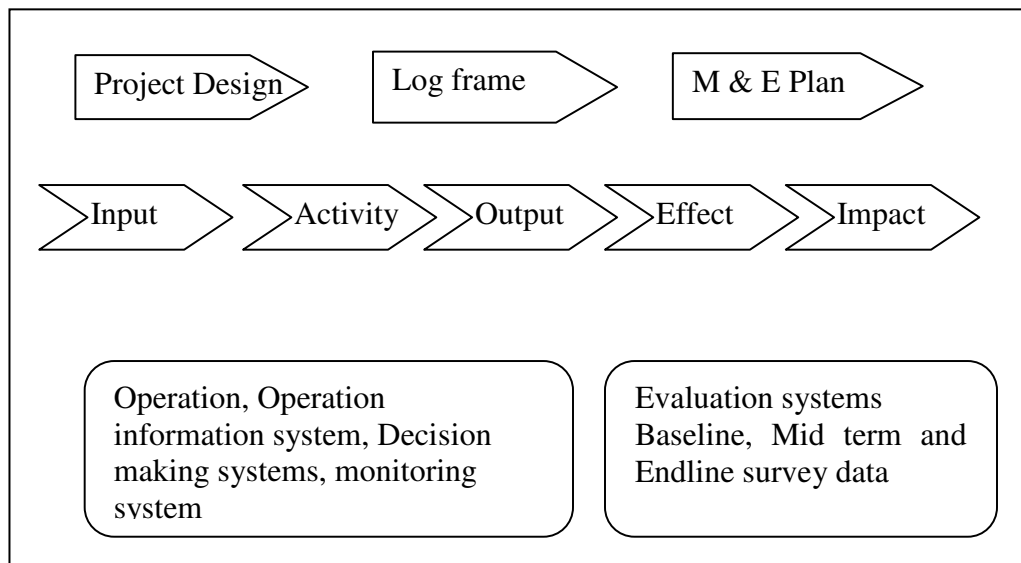 Project Design
Log frame
M & E Plan
Input
Activity
Output
Effect
Impact
Operation, Operation
information system, Decision
making systems, monitoring
system
Evaluation systems
Baseline, Mid term and
Endline survey data